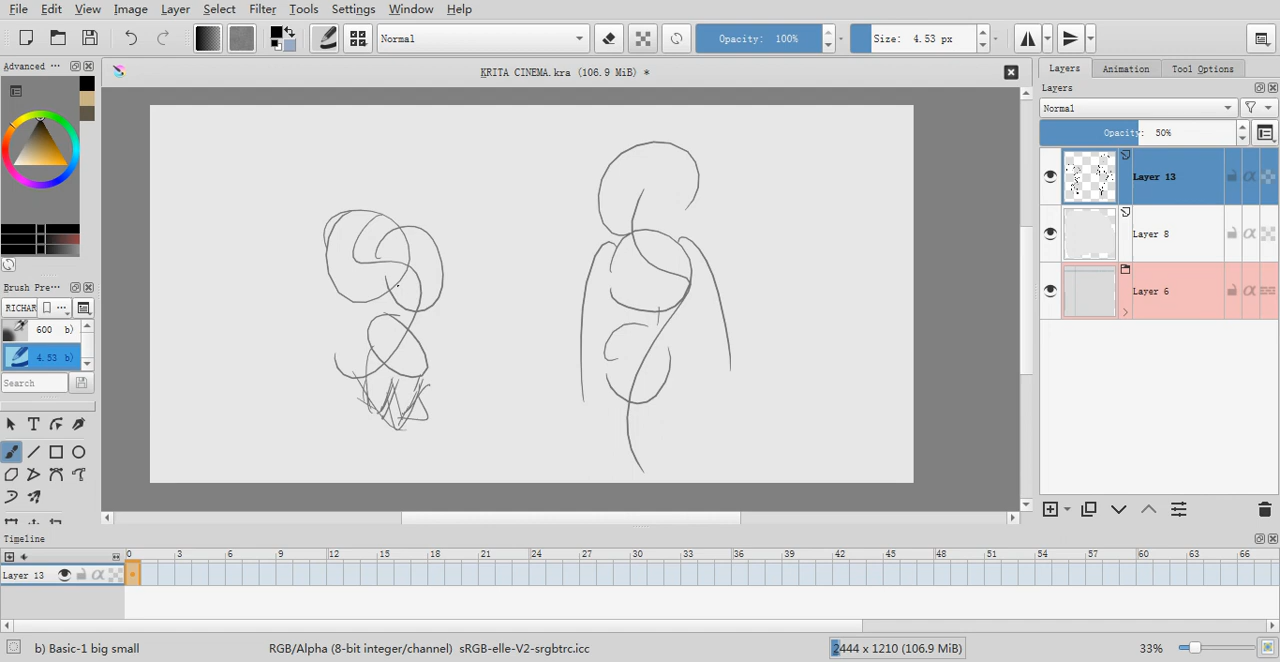 File Edit View Image Layer Select Filter Tools Settings Window Help
Normal Opacity: 100% Size: 4.53 px
Advanced ···
KRITA CINEMA.kra (106.9 MiB) *
Layers Animation Tool Options
Layers
Normal
Opacity: 50%
Layer 13
Layer 8
Layer 6
Brush Pre···
RICHAR
600 b)
4.53 b)
Search
Timeline
0 3 6 9 12 15 18 21 24 27 30 33 36 39 42 45 48 51 54 57 60 63 66
Layer 13
b) Basic-1 big small RGB/Alpha (8-bit integer/channel) sRGB-elle-V2-srgbtrc.icc 2444 x 1210 (106.9 MiB) 33%